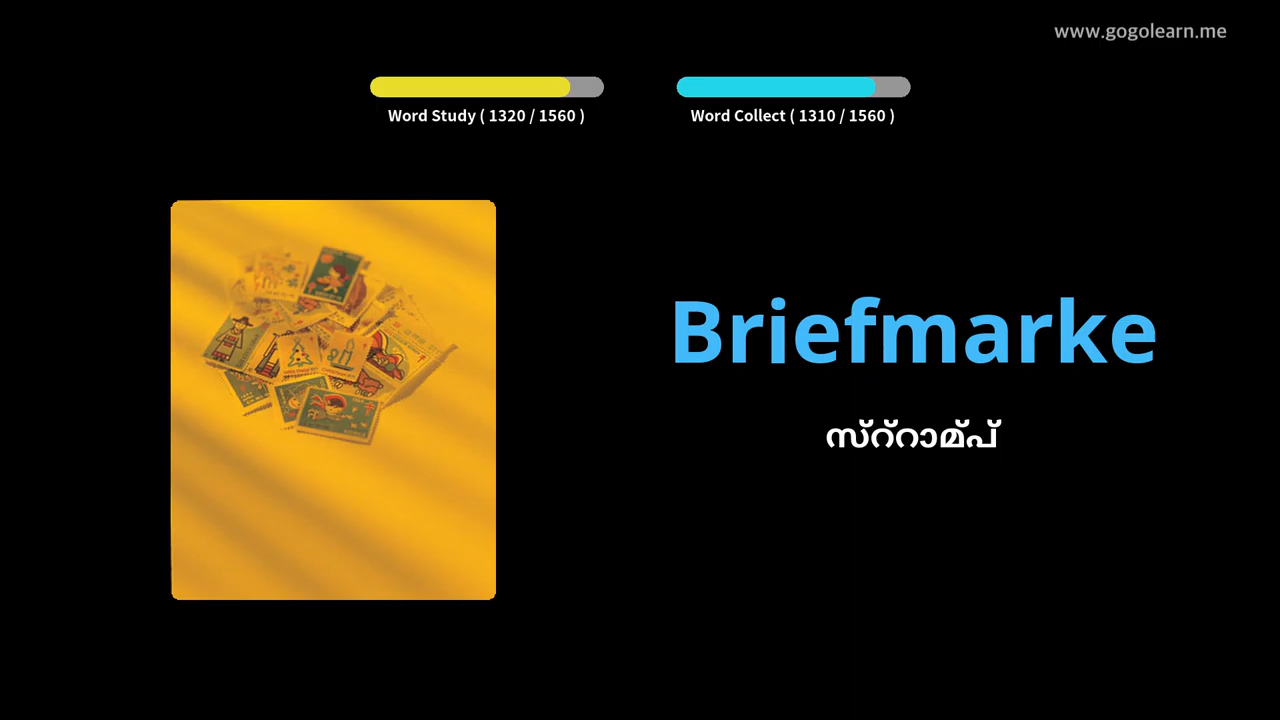 www.gogolearn.me
Word Study ( 1320 / 1560 )
Word Collect ( 1310 / 1560 )
Briefmarke
സ്റ്റാമ്പ്